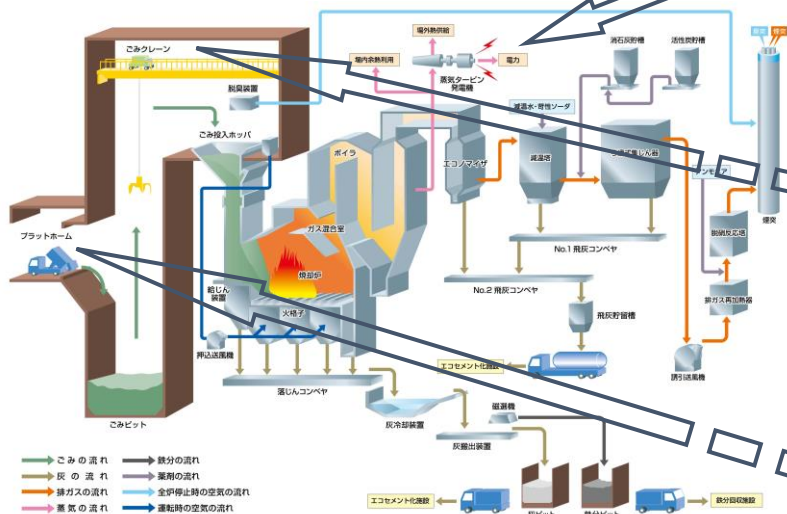 場外熱供給
ごみクレーン
場内余熱利用
電力
消石灰貯槽
活性炭貯槽
蒸気タービン
発電機
脱臭装置
減温水・苛性ソーダ
ごみ投入ホッパ
ボイラ
エコノマイザ
減温塔
ガス混合室
煙突
プラットホーム
No.1 飛灰コンベヤ
脱硝反応塔
焼却炉
給じん
装置
No.2 飛灰コンベヤ
火格子
排ガス再加熱器
飛灰貯留槽
押込送風機
エコセメント化施設
誘引送風機
落じんコンベヤ
灰冷却装置
磁選機
ごみピット
灰搬出装置
ごみの流れ
鉄分の流れ
灰の流れ
薬剤の流れ
排ガスの流れ
全炉停止時の空気の流れ
エコセメント化施設
鉄分回収施設
蒸気の流れ
運転時の空気の流れ
灰ピット
鉄分ピット